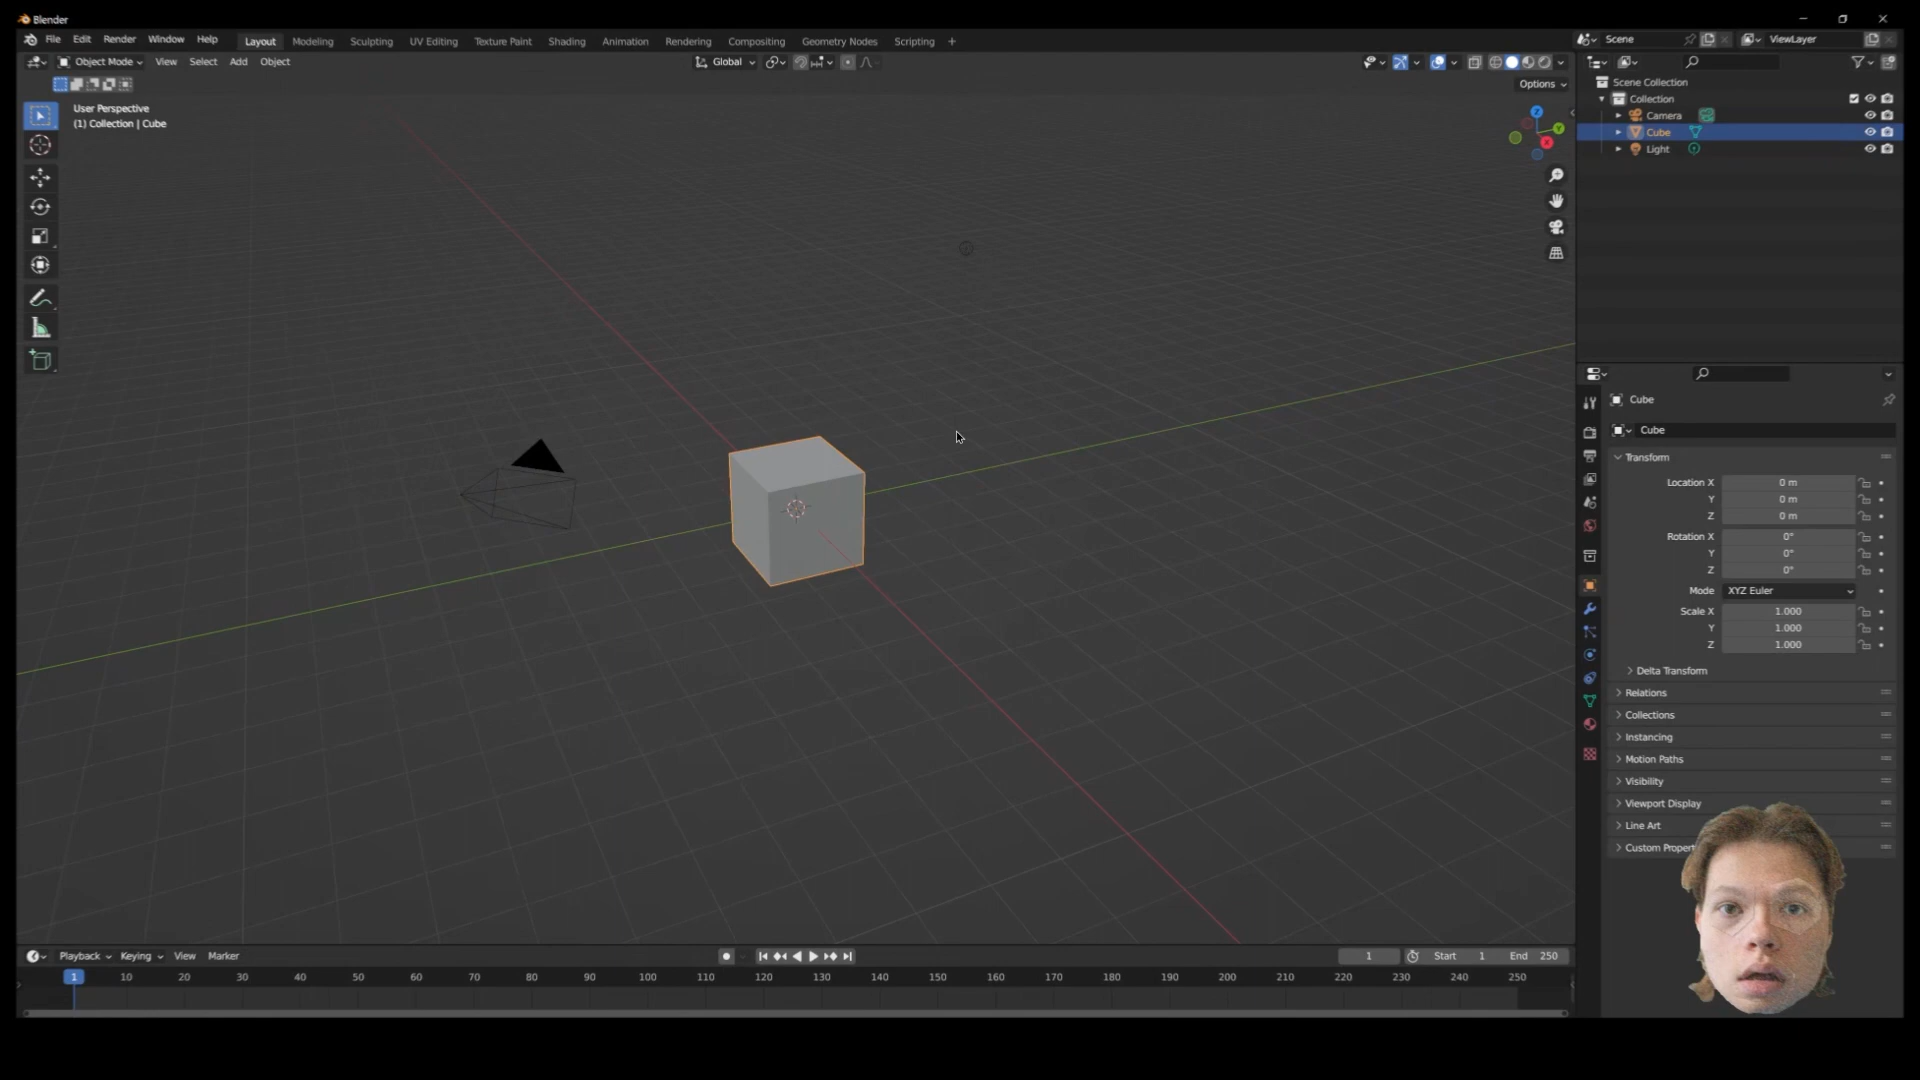 Blender
File Edit Render Window Help Layout Modeling Sculpting UV Editing Texture Paint Shading Animation Rendering Compositing Geometry Nodes Scripting +
Scene
ViewLayer
Object Mode View Select Add Object
Global
Options
User Perspective
(1) Collection | Cube
Z
Y
X
Scene Collection
Collection
Camera
Cube
Light
Cube
Cube
Transform
Location X 0 m
Y 0 m
Z 0 m
Rotation X 0°
Y 0°
Z 0°
Mode XYZ Euler
Scale X 1.000
Y 1.000
Z 1.000
Delta Transform
Relations
Collections
Instancing
Motion Paths
Visibility
Viewport Display
Line Art
Custom Propert
Playback Keying View Marker
1 Start 1 End 250
1 10 20 30 40 50 60 70 80 90 100 110 120 130 140 150 160 170 180 190 200 210 220 230 240 250